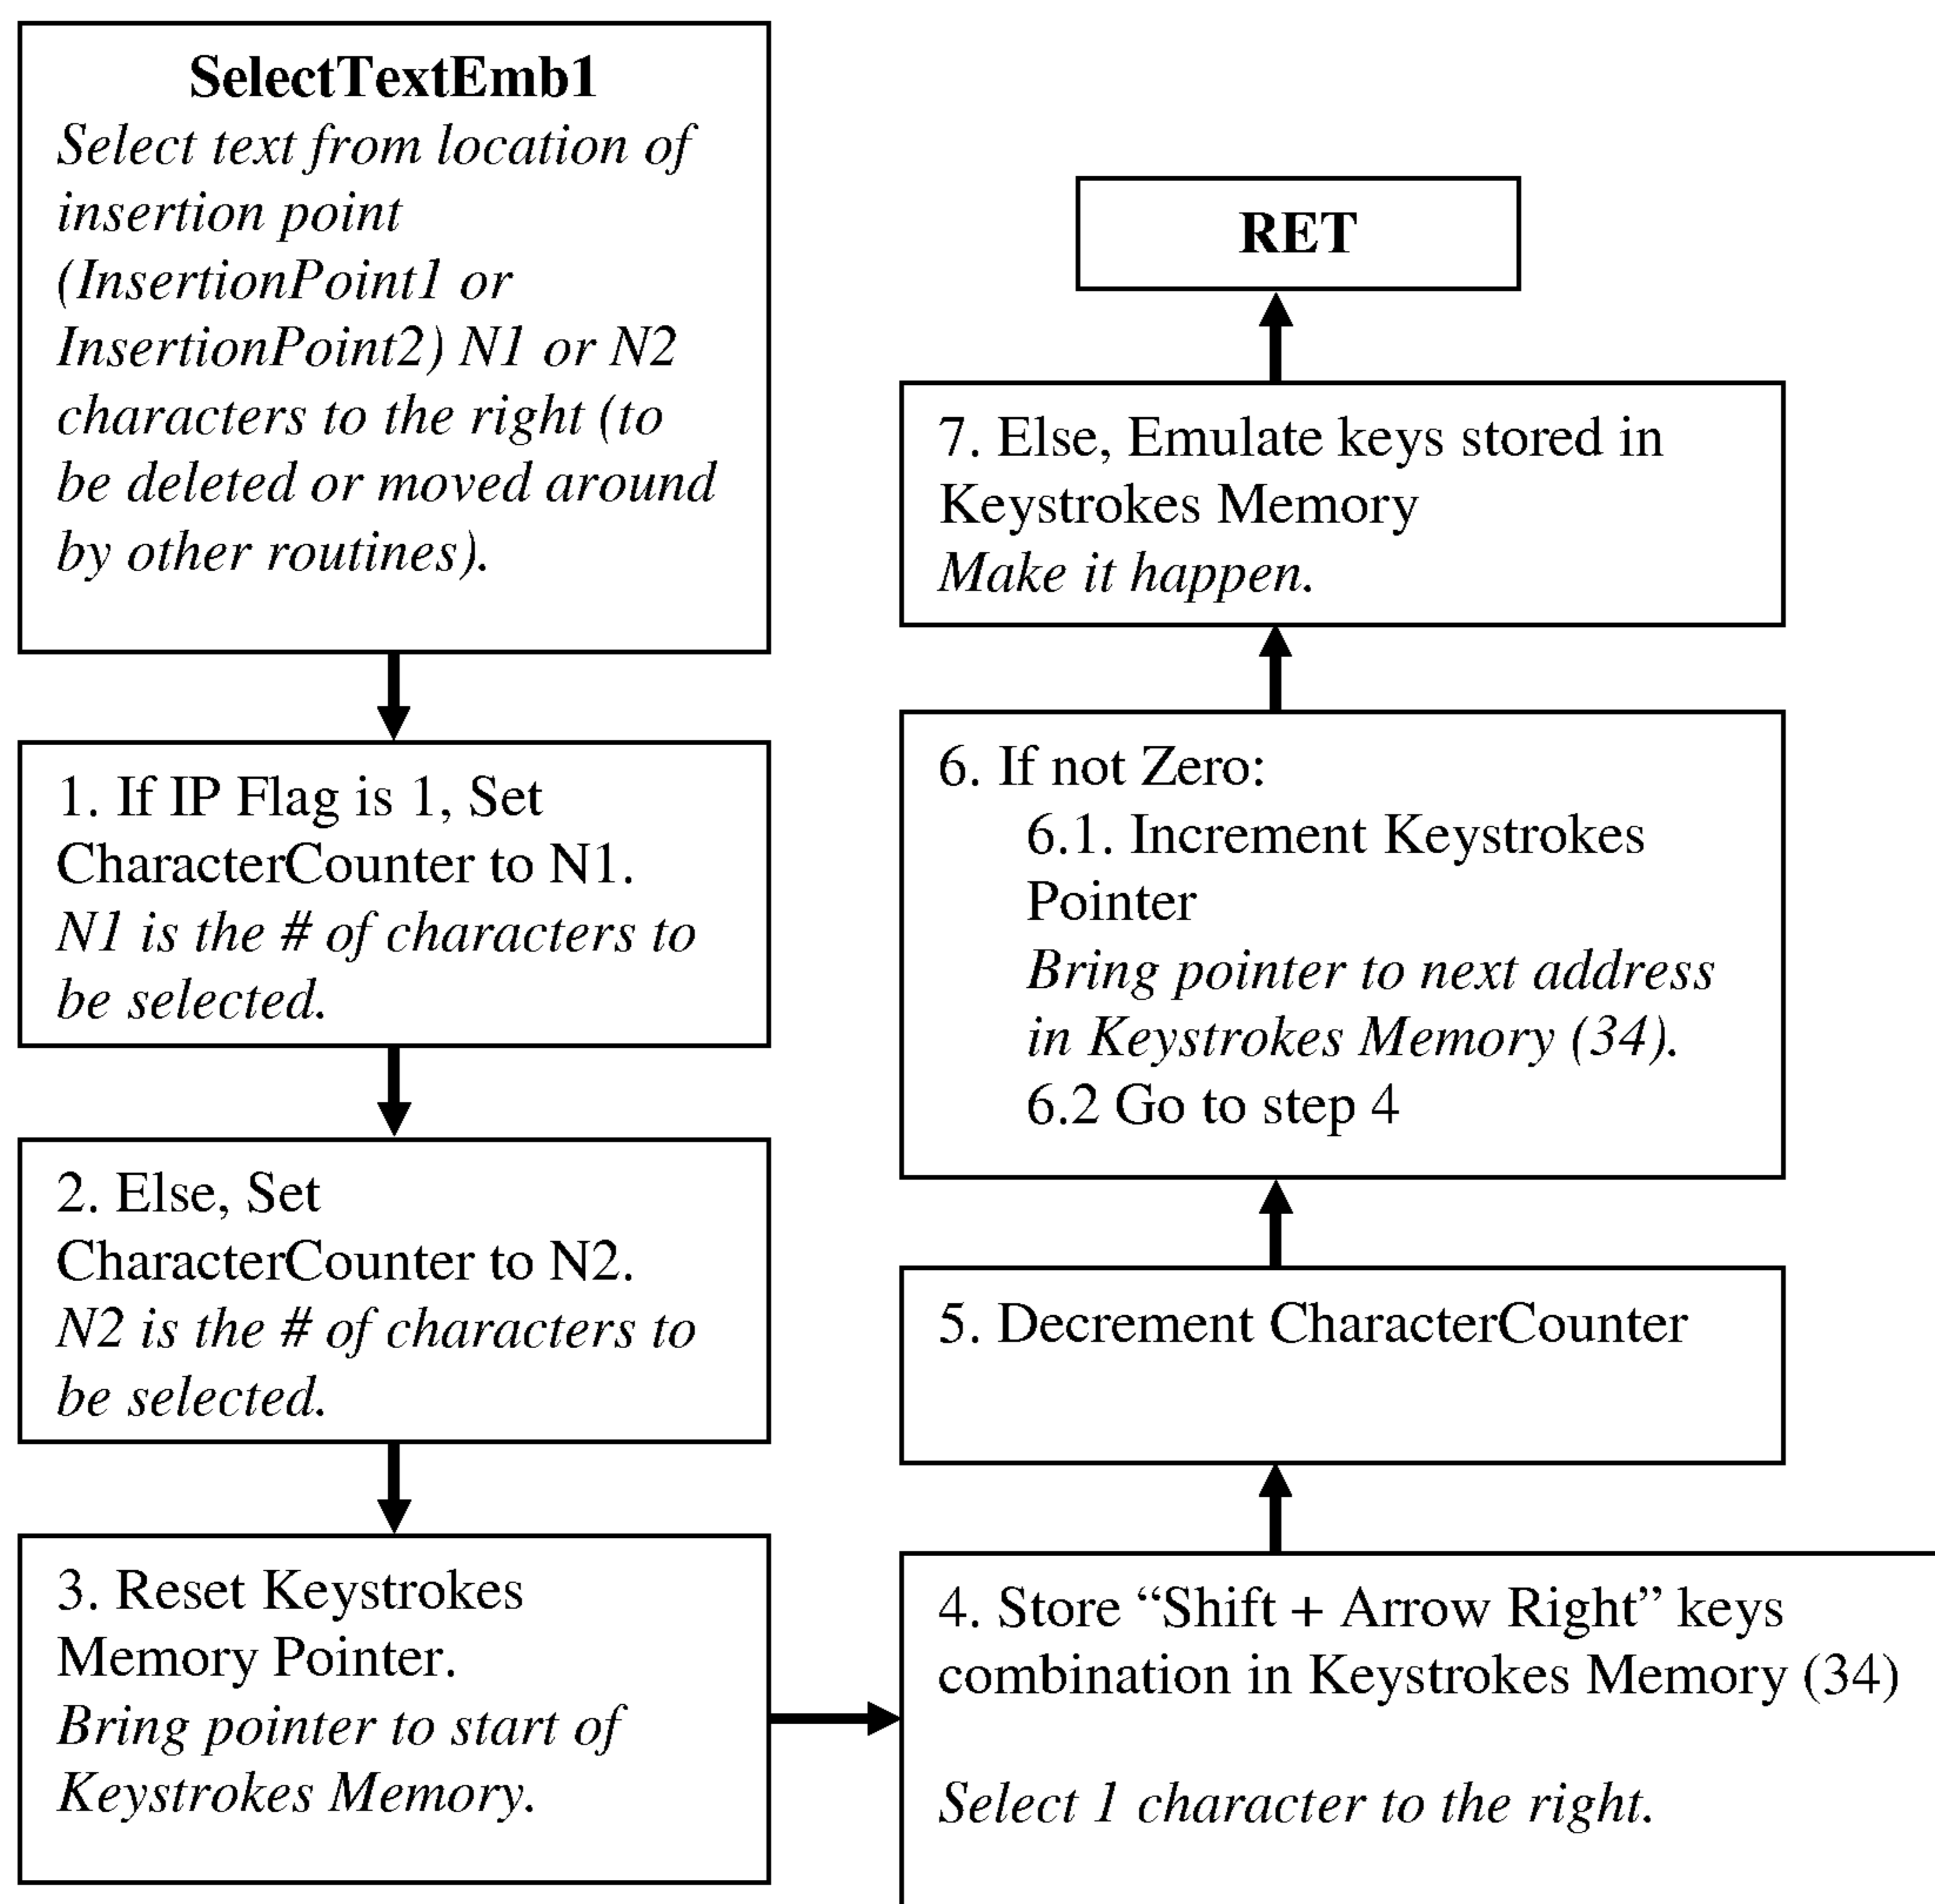 SelectTextEmb1
Select text from location of
insertion point
(InsertionPoint1 or
InsertionPoint2) N1 or N2
characters to the right (to
be deleted or moved around
by other routines).
1. If IP Flag is 1, Set
CharacterCounter to N1.
N1 is the # of characters to
be selected.
2. Else, Set
CharacterCounter to N2.
N2 is the # of characters to
be selected.
3. Reset Keystrokes
Memory Pointer.
Bring pointer to start of
Keystrokes Memory.
4. Store “Shift + Arrow Right” keys
combination in Keystrokes Memory (34)
Select 1 character to the right.
5. Decrement CharacterCounter
6. If not Zero:
6.1. Increment Keystrokes
Pointer
Bring pointer to next address
in Keystrokes Memory (34).
6.2 Go to step 4
7. Else, Emulate keys stored in
Keystrokes Memory
Make it happen.
RET